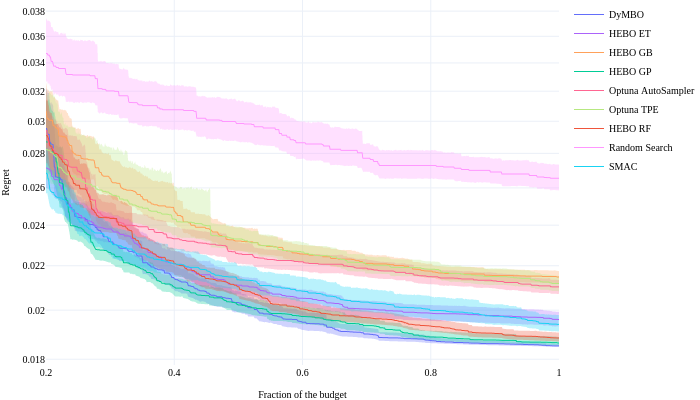 0.038
0.036
0.034
0.032
0.03
0.028
0.026
0.024
0.022
0.02
0.018
Regret
0.2
0.4
0.6
0.8
1
Fraction of the budget
DyMBO
HEBO ET
HEBO GB
HEBO GP
Optuna AutoSampler
Optuna TPE
HEBO RF
Random Search
SMAC